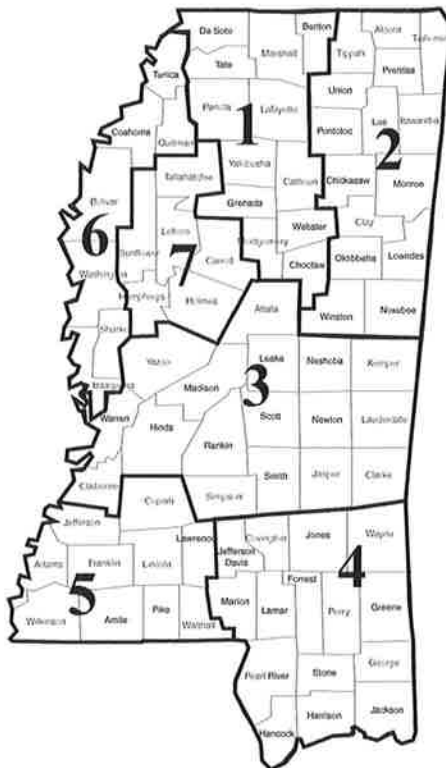 De Soto
Benton
Marshall
Tate
Tunica
Panola
Lafayette
1
Alcorn
Tishomingo
Tippah
Prentiss
Union
Lee
Itawamba
Pontotoc
2
Coahoma
Quitman
Yalobusha
Calhoun
Chickasaw
Monroe
Tallahatchie
Grenada
Bolivar
6
Clay
Webster
Leflore
7
Sunflower
Carroll
Montgomery
Choctaw
Oktibbeha
Lowndes
Washington
Humphreys
Holmes
Attala
Winston
Noxubee
Sharkey
Issaquena
Yazoo
Leake
Neshoba
Kemper
Madison
3
Warren
Hinds
Scott
Newton
Lauderdale
Rankin
Claiborne
Smith
Jasper
Clarke
Simpson
Copiah
Jefferson
Lawrence
Covington
Jones
Wayne
Jefferson
Davis
Adams
Franklin
Lincoln
5
Forrest
4
Marion
Lamar
Perry
Greene
Wilkinson
Amite
Pike
Walthall
George
Pearl River
Stone
Jackson
Harrison
Hancock